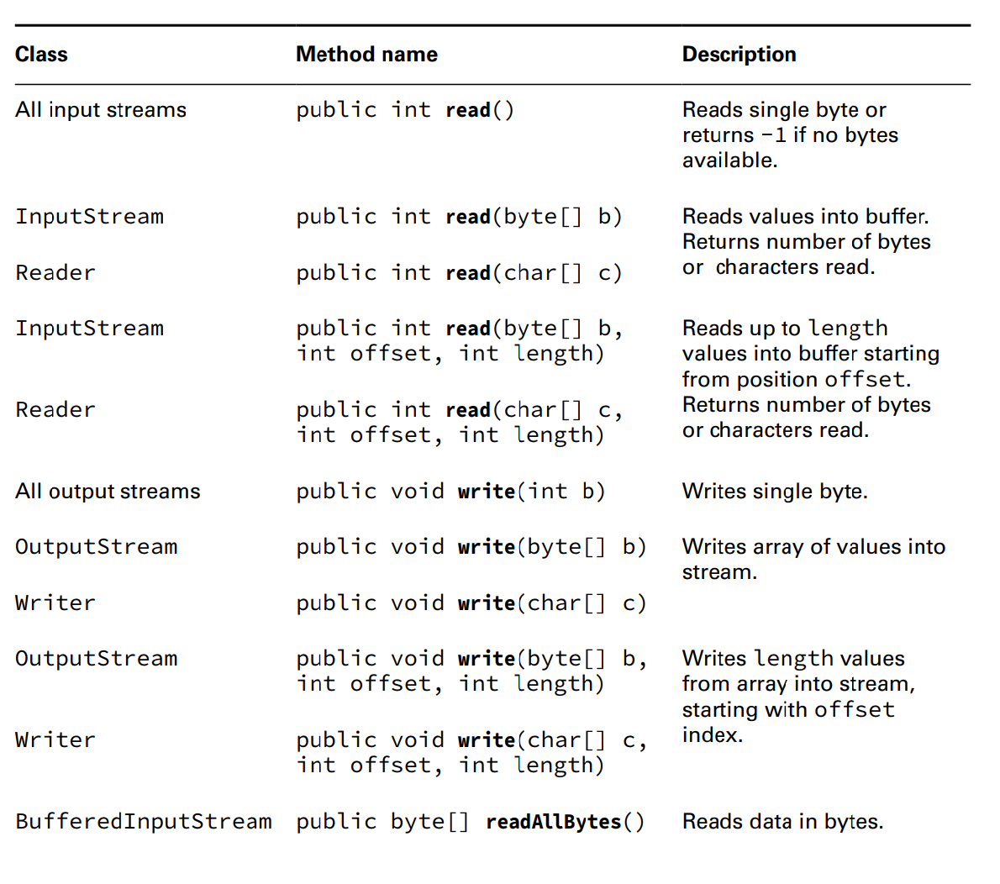 Class Method name Description
All input streams public int read() Reads single byte or
returns -1 if no bytes
available.
InputStream public int read(byte[] b) Reads values into buffer.
Returns number of bytes
Reader public int read(char[] c) or characters read.
InputStream public int read(byte[] b, Reads up to length
int offset, int length) values into buffer starting
from position offset.
Reader public int read(char[] c, Returns number of bytes
int offset, int length) or characters read.
All output streams public void write(int b) Writes single byte.
OutputStream public void write(byte[] b) Writes array of values into
stream.
Writer public void write(char[] c)
OutputStream public void write(byte[] b, Writes length values
int offset, int length) from array into stream,
starting with offset
Writer public void write(char[] c, index.
int offset, int length)
BufferedInputStream public byte[] readAllBytes() Reads data in bytes.